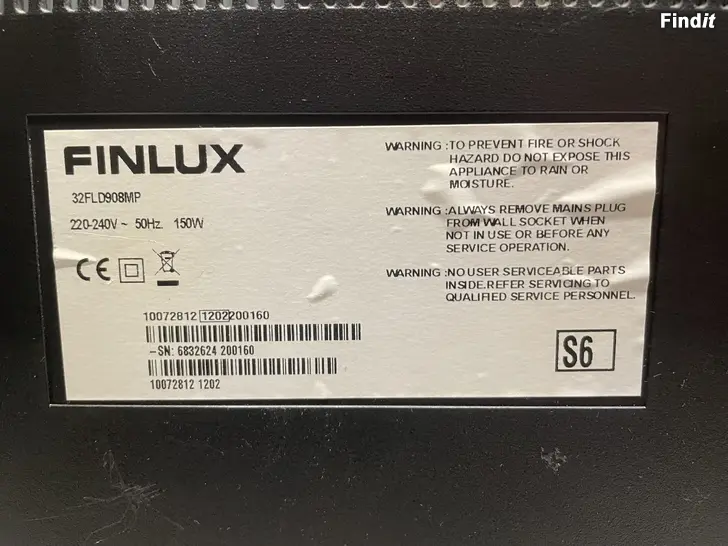 Findit
FINLUX
32FLD908MP
220-240V ~ 50Hz. 150W
CE
10072812 1202 200160
-SN: 6832624 200160
10072812 1202
WARNING :TO PREVENT FIRE OR SHOCK
HAZARD DO NOT EXPOSE THIS
APPLIANCE TO RAIN OR
MOISTURE.
WARNING :ALWAYS REMOVE MAINS PLUG
FROM WALL SOCKET WHEN
NOT IN USE OR BEFORE ANY
SERVICE OPERATION.
WARNING :NO USER SERVICEABLE PARTS
INSIDE.REFER SERVICING TO
QUALIFIED SERVICE PERSONNEL.
S6